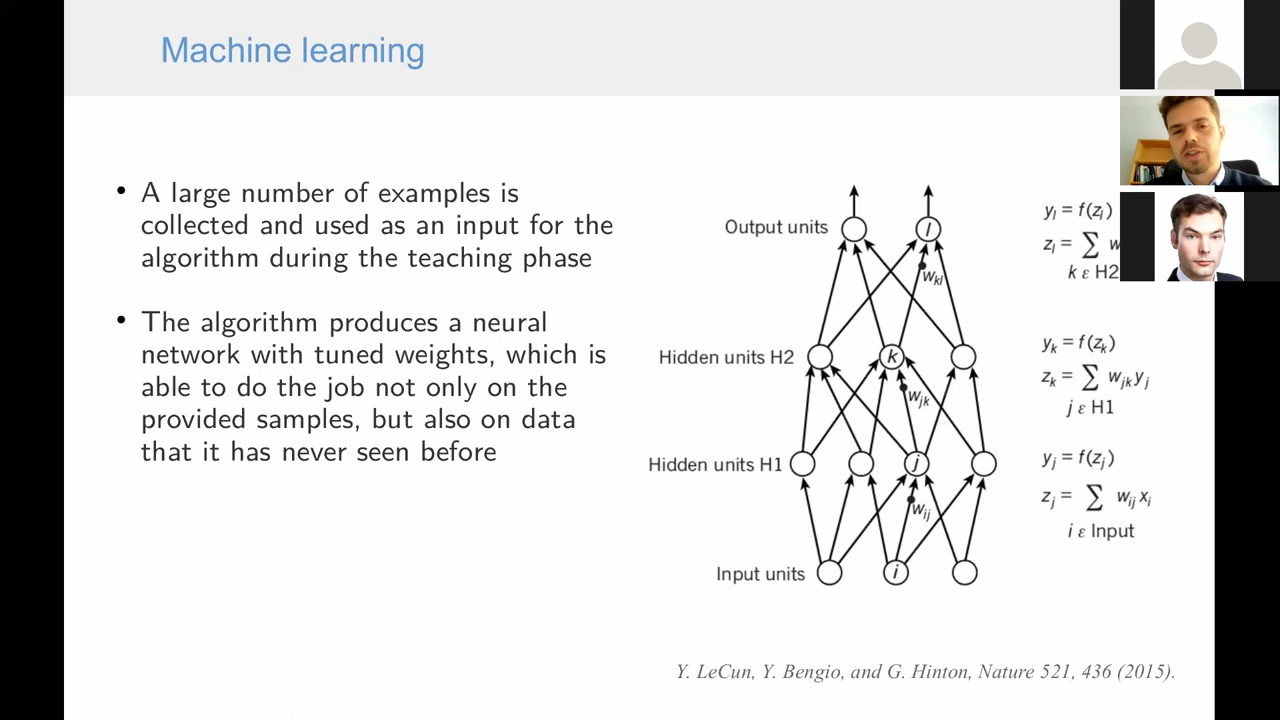 Machine learning
• A large number of examples is
collected and used as an input for the
algorithm during the teaching phase
• The algorithm produces a neural
network with tuned weights, which is
able to do the job not only on the
provided samples, but also on data
that it has never seen before
Output units
l
w_kl
Hidden units H2
k
w_jk
Hidden units H1
j
w_ij
Input units
i
y_l = f(z_l)
z_l = ∑ w
k ε H2
y_k = f(z_k)
z_k = ∑ w_jk y_j
j ε H1
y_j = f(z_j)
z_j = ∑ w_ij x_i
i ε Input
Y. LeCun, Y. Bengio, and G. Hinton, Nature 521, 436 (2015).